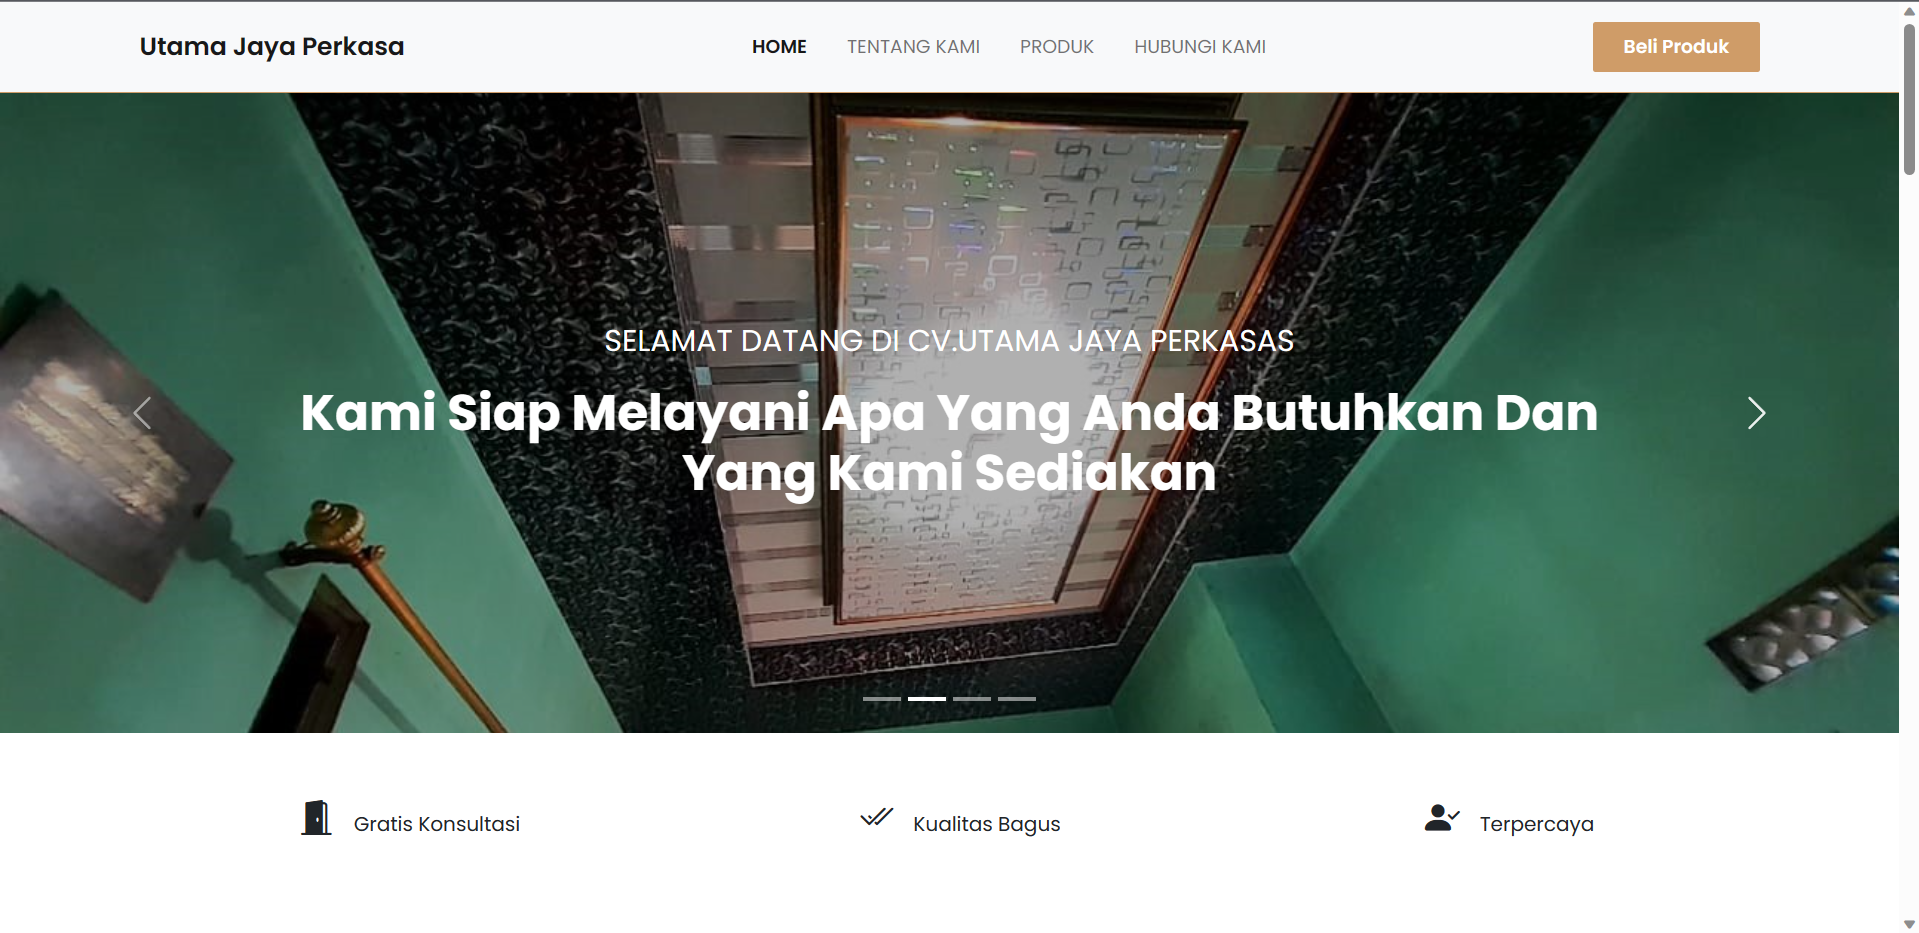 Utama Jaya Perkasa
HOME TENTANG KAMI PRODUK HUBUNGI KAMI
Beli Produk
SELAMAT DATANG DI CV.UTAMA JAYA PERKASAS
Kami Siap Melayani Apa Yang Anda Butuhkan Dan
Yang Kami Sediakan
Gratis Konsultasi
Kualitas Bagus
Terpercaya